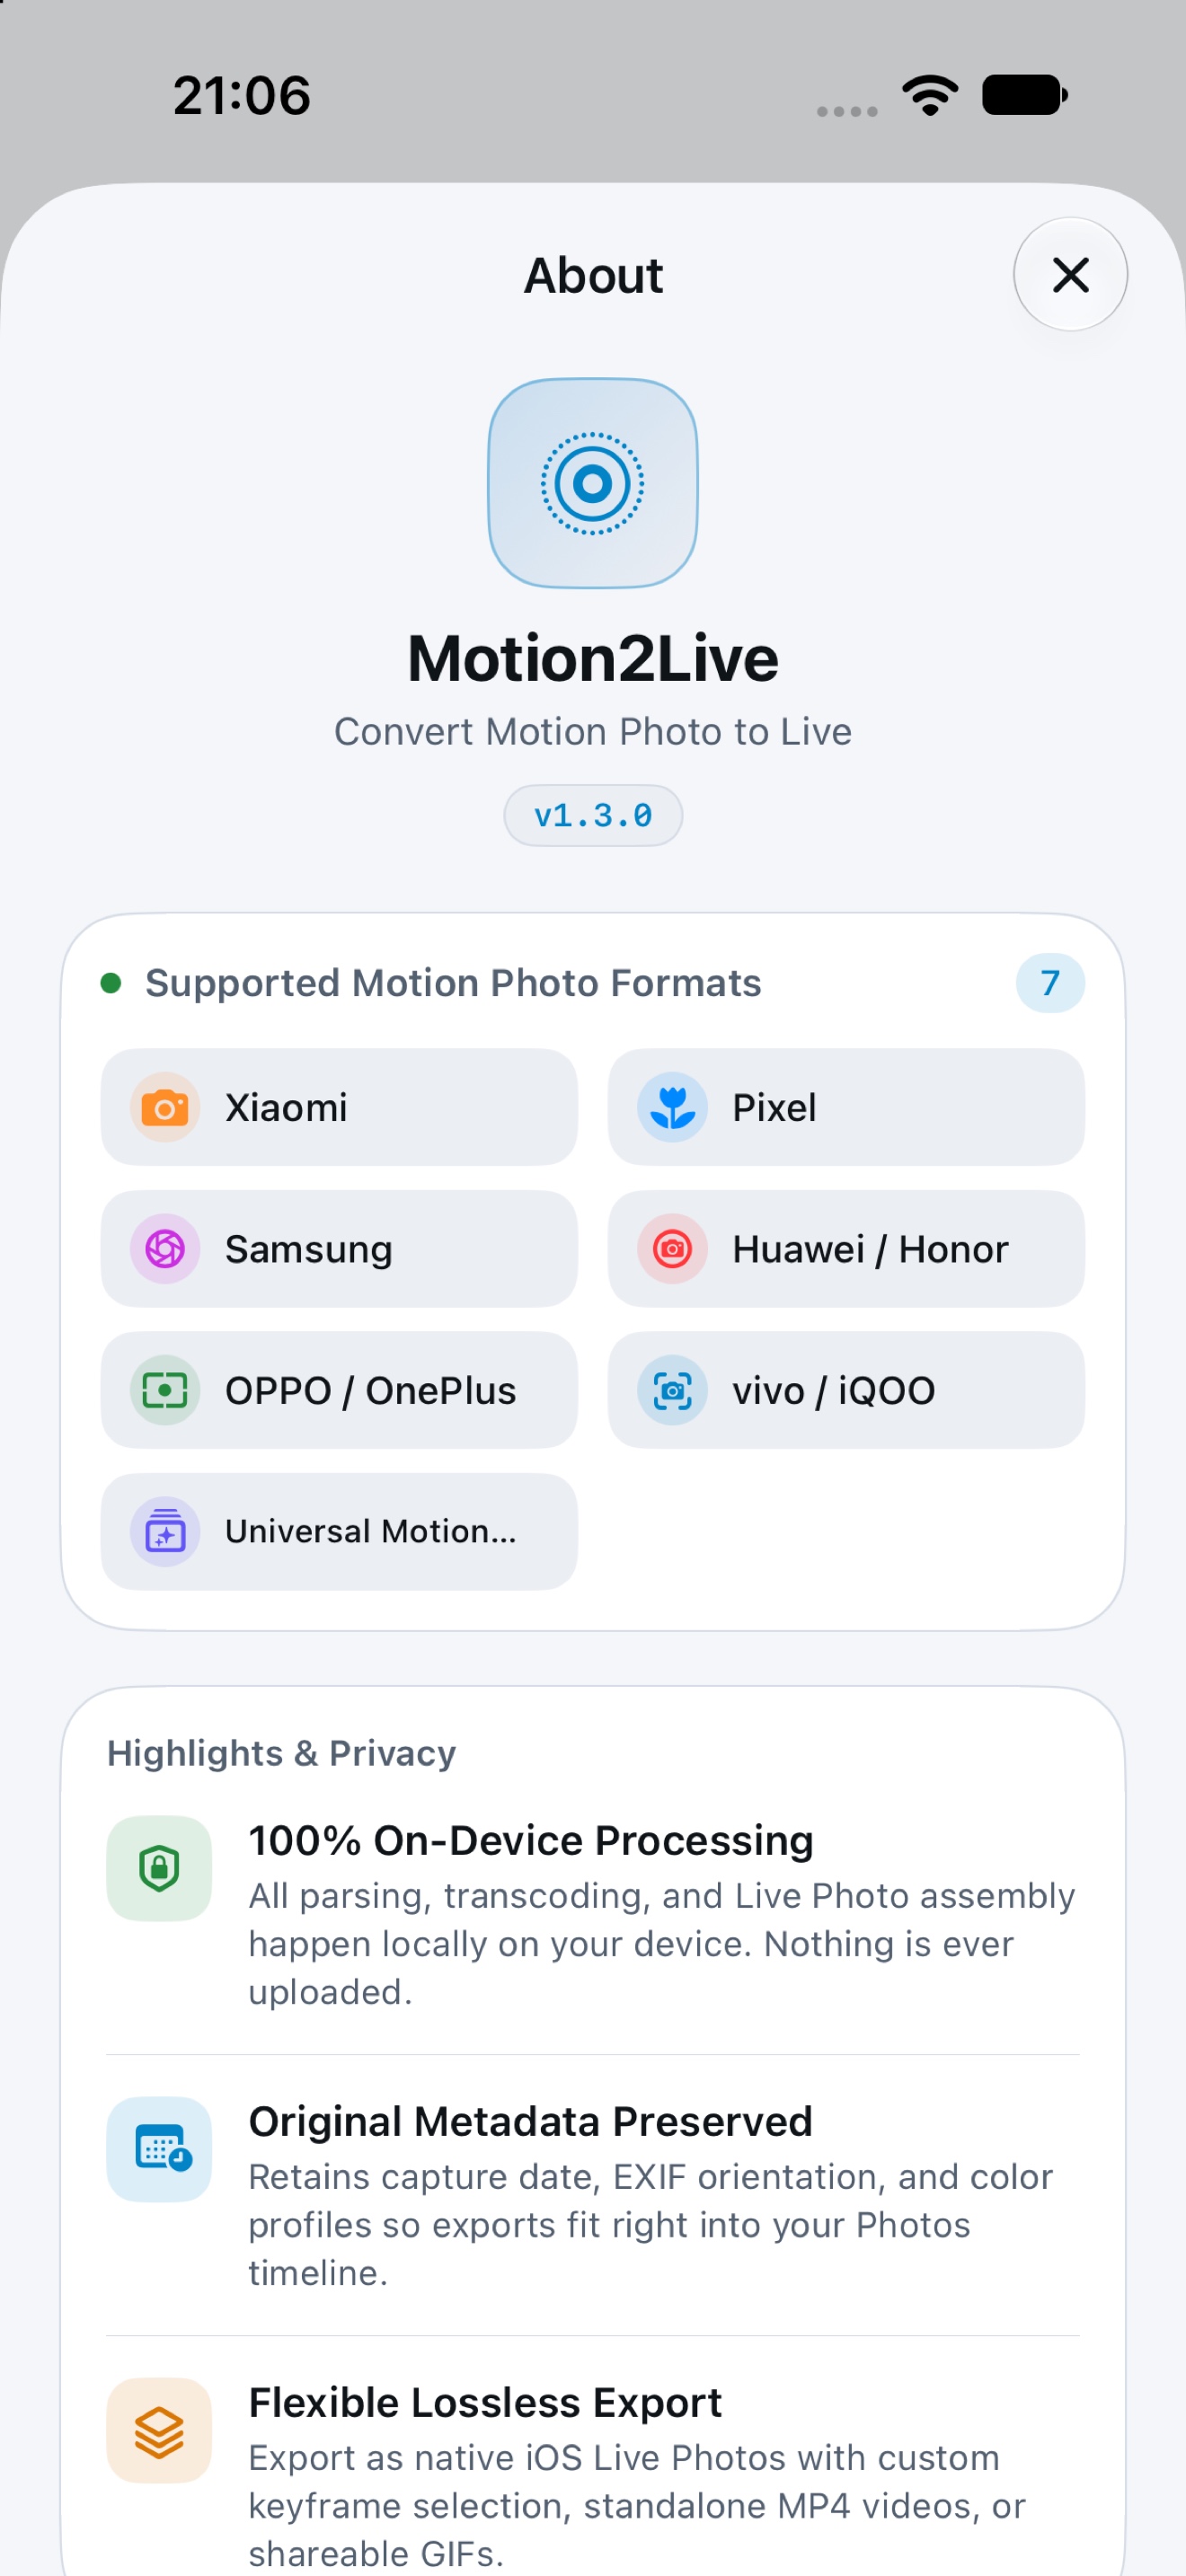 21:06
About
Motion2Live
Convert Motion Photo to Live
v1.3.0
Supported Motion Photo Formats
7
Xiaomi
Pixel
Samsung
Huawei / Honor
OPPO / OnePlus
vivo / iQOO
Universal Motion...
Highlights & Privacy
100% On-Device Processing
All parsing, transcoding, and Live Photo assembly
happen locally on your device. Nothing is ever
uploaded.
Original Metadata Preserved
Retains capture date, EXIF orientation, and color
profiles so exports fit right into your Photos
timeline.
Flexible Lossless Export
Export as native iOS Live Photos with custom
keyframe selection, standalone MP4 videos, or
shareable GIFs.